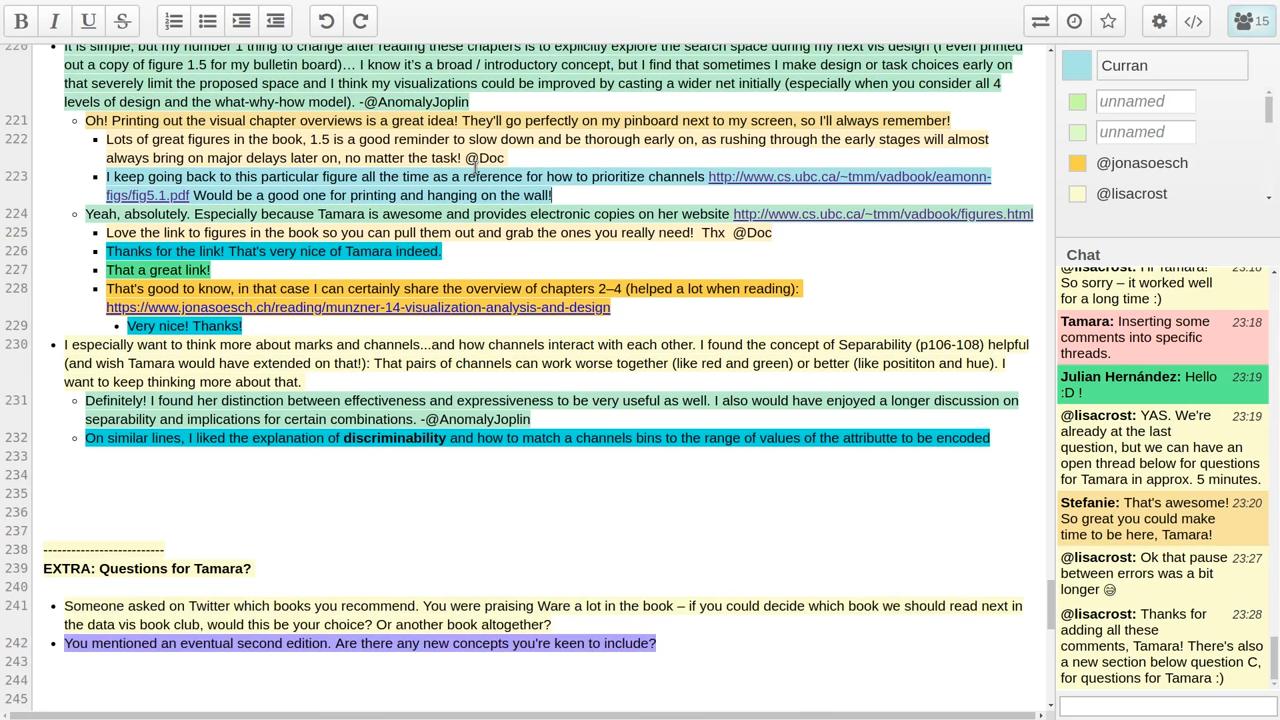 B I U S
15
220
It is simple, but my number 1 thing to change after reading these chapters is to explicitly explore the search space during my next vis design (I even printed
out a copy of figure 1.5 for my bulletin board)… I know it's a broad / introductory concept, but I find that sometimes I make design or task choices early on
that severely limit the proposed space and I think my visualizations could be improved by casting a wider net initially (especially when you consider all 4
levels of design and the what-why-how model). -@AnomalyJoplin
221 Oh! Printing out the visual chapter overviews is a great idea! They'll go perfectly on my pinboard next to my screen, so I'll always remember!
222 Lots of great figures in the book, 1.5 is a good reminder to slow down and be thorough early on, as rushing through the early stages will almost
always bring on major delays later on, no matter the task! @Doc
223 I keep going back to this particular figure all the time as a reference for how to prioritize channels http://www.cs.ubc.ca/~tmm/vadbook/eamonn-
figs/fig5.1.pdf Would be a good one for printing and hanging on the wall!
224 Yeah, absolutely. Especially because Tamara is awesome and provides electronic copies on her website http://www.cs.ubc.ca/~tmm/vadbook/figures.html
225 Love the link to figures in the book so you can pull them out and grab the ones you really need!  Thx  @Doc
226 Thanks for the link! That's very nice of Tamara indeed.
227 That a great link!
228 That's good to know, in that case I can certainly share the overview of chapters 2–4 (helped a lot when reading):
https://www.jonasoesch.ch/reading/munzner-14-visualization-analysis-and-design
229 Very nice! Thanks!
230 I especially want to think more about marks and channels...and how channels interact with each other. I found the concept of Separability (p106-108) helpful
(and wish Tamara would have extended on that!): That pairs of channels can work worse together (like red and green) or better (like posititon and hue). I
want to keep thinking more about that.
231 Definitely! I found her distinction between effectiveness and expressiveness to be very useful as well. I also would have enjoyed a longer discussion on
separability and implications for certain combinations. -@AnomalyJoplin
232 On similar lines, I liked the explanation of discriminability and how to match a channels bins to the range of values of the attributte to be encoded
233
234
235
236
237
238 --------------------------
239 EXTRA: Questions for Tamara?
240
241 Someone asked on Twitter which books you recommend. You were praising Ware a lot in the book – if you could decide which book we should read next in
the data vis book club, would this be your choice? Or another book altogether?
242 You mentioned an eventual second edition. Are there any new concepts you're keen to include?
243
244
245
Curran
unnamed
unnamed
@jonasoesch
@lisacrost
Chat
@lisacrost: Hi Tamara! 23:18
So sorry – it worked well
for a long time :)
Tamara: Inserting some 23:18
comments into specific
threads.
Julian Hernández: Hello 23:19
:D !
@lisacrost: YAS. We're 23:19
already at the last
question, but we can have an
open thread below for questions
for Tamara in approx. 5 minutes.
Stefanie: That's awesome! 23:20
So great you could make
time to be here, Tamara!
@lisacrost: Ok that pause 23:27
between errors was a bit
longer 😅
@lisacrost: Thanks for 23:28
adding all these
comments, Tamara! There's also
a new section below question C,
for questions for Tamara :)